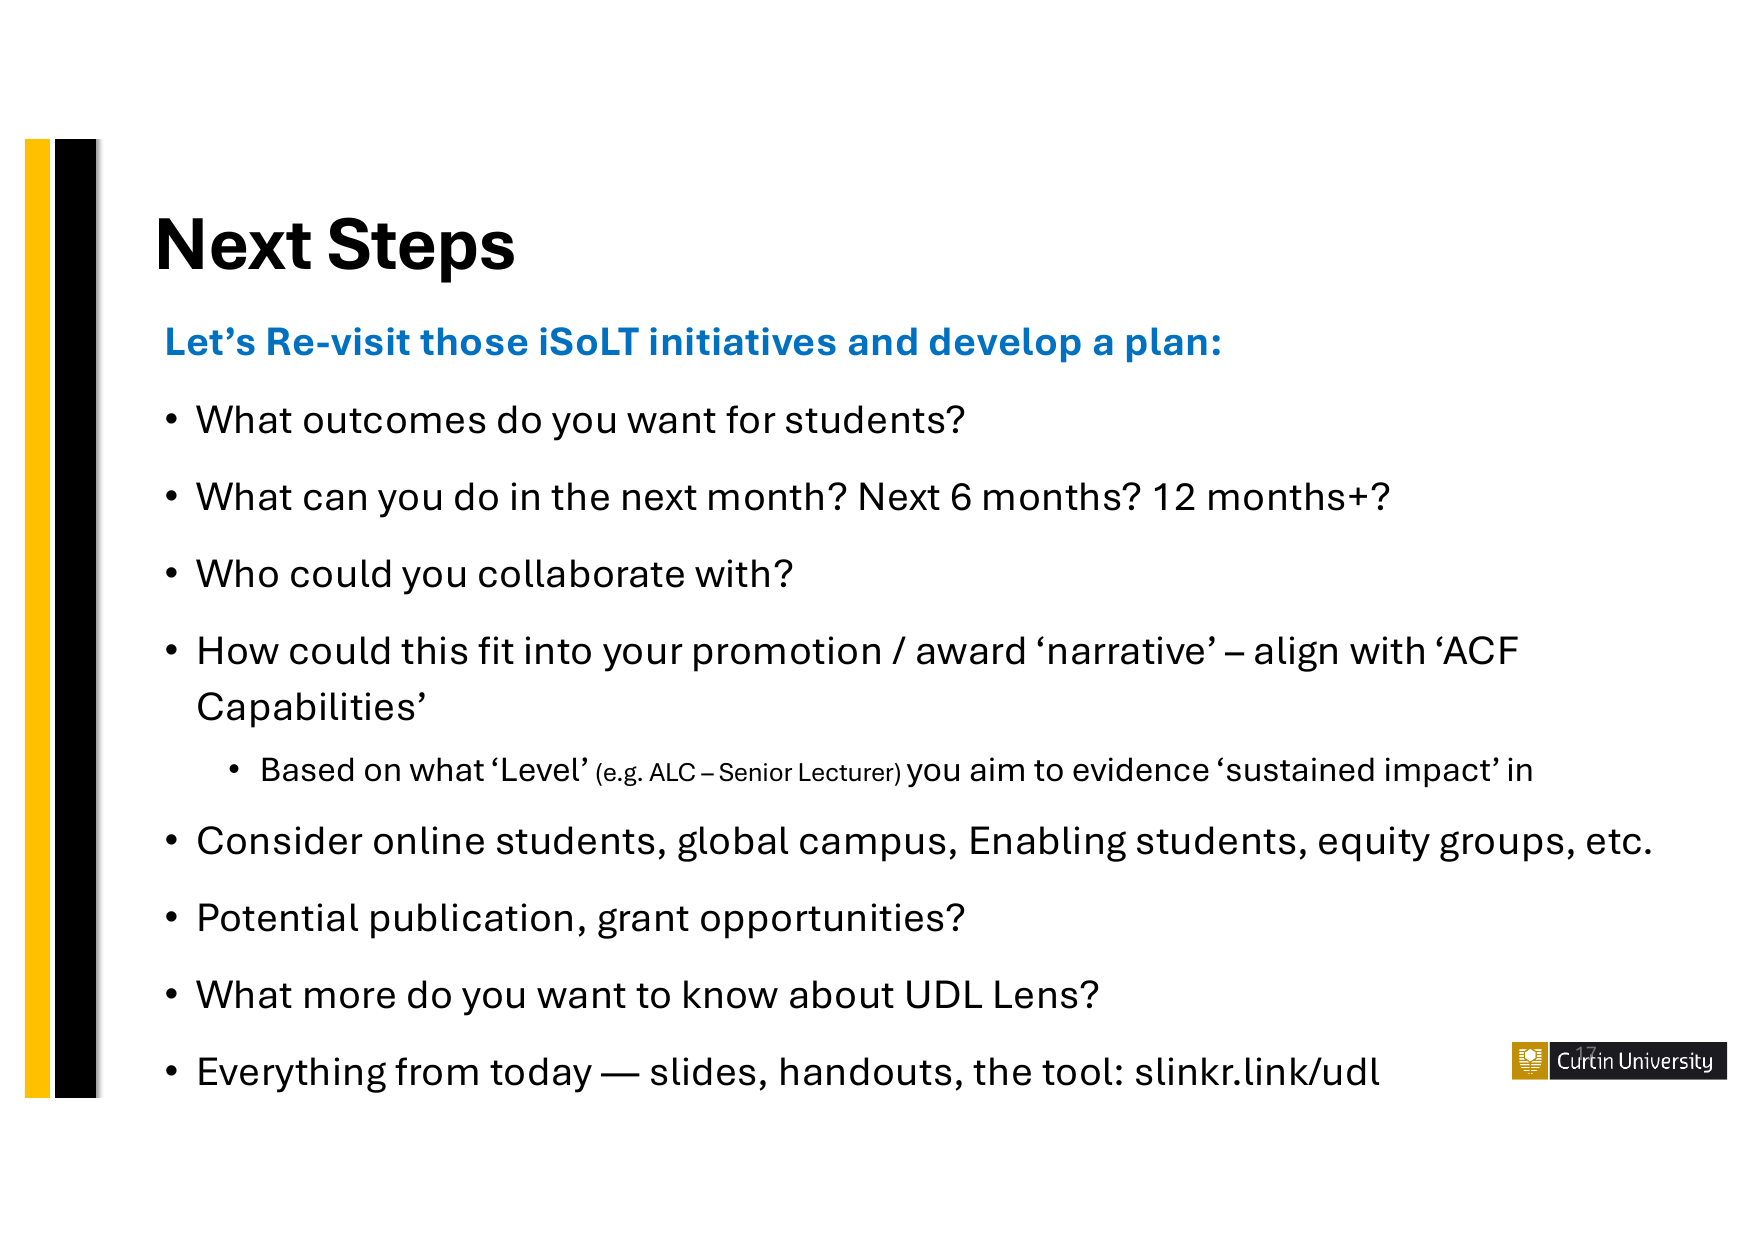 Next Steps
Let’s Re-visit those iSoLT initiatives and develop a plan:
• What outcomes do you want for students?
• What can you do in the next month? Next 6 months? 12 months+?
• Who could you collaborate with?
• How could this fit into your promotion / award ‘narrative’ – align with ‘ACF
Capabilities’
• Based on what ‘Level’ (e.g. ALC – Senior Lecturer) you aim to evidence ‘sustained impact’ in
• Consider online students, global campus, Enabling students, equity groups, etc.
• Potential publication, grant opportunities?
• What more do you want to know about UDL Lens?
• Everything from today — slides, handouts, the tool: slinkr.link/udl
17
Curtin University